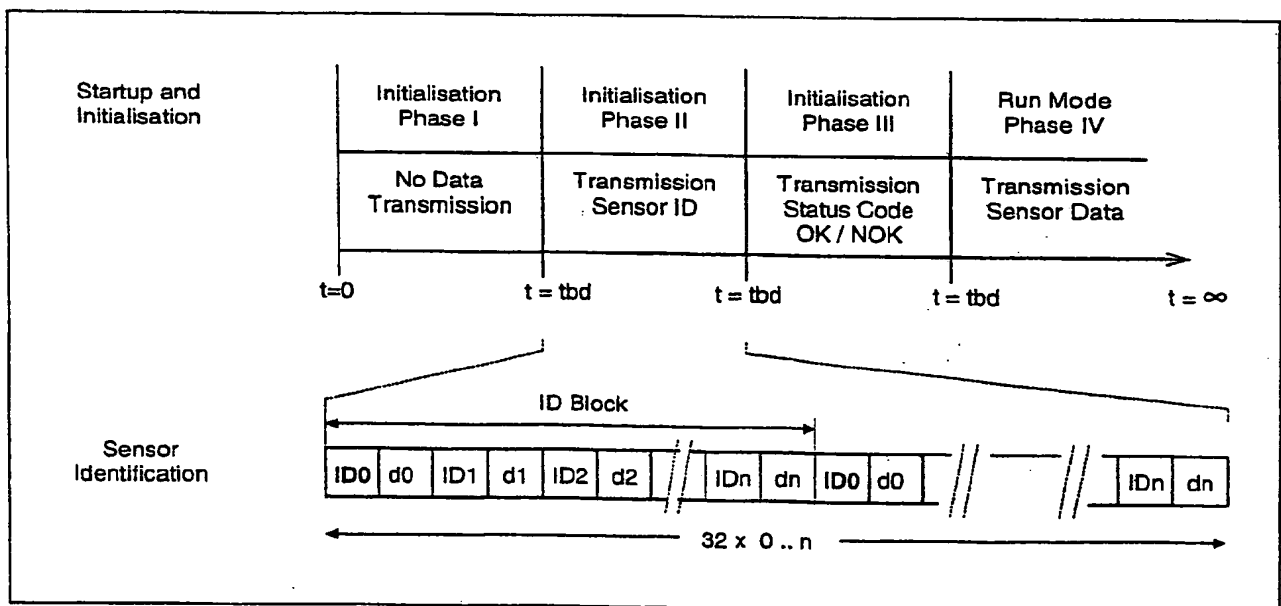 Startup and
Initialisation
Initialisation
Phase I
Initialisation
Phase II
Initialisation
Phase III
Run Mode
Phase IV
No Data
Transmission
Transmission
Sensor ID
Transmission
Status Code
OK / NOK
Transmission
Sensor Data
t=0
t = tbd
t = tbd
t = tbd
t = ∞
ID Block
Sensor
Identification
ID0 d0 ID1 d1 ID2 d2 IDn dn ID0 d0 IDn dn
32 x 0 .. n